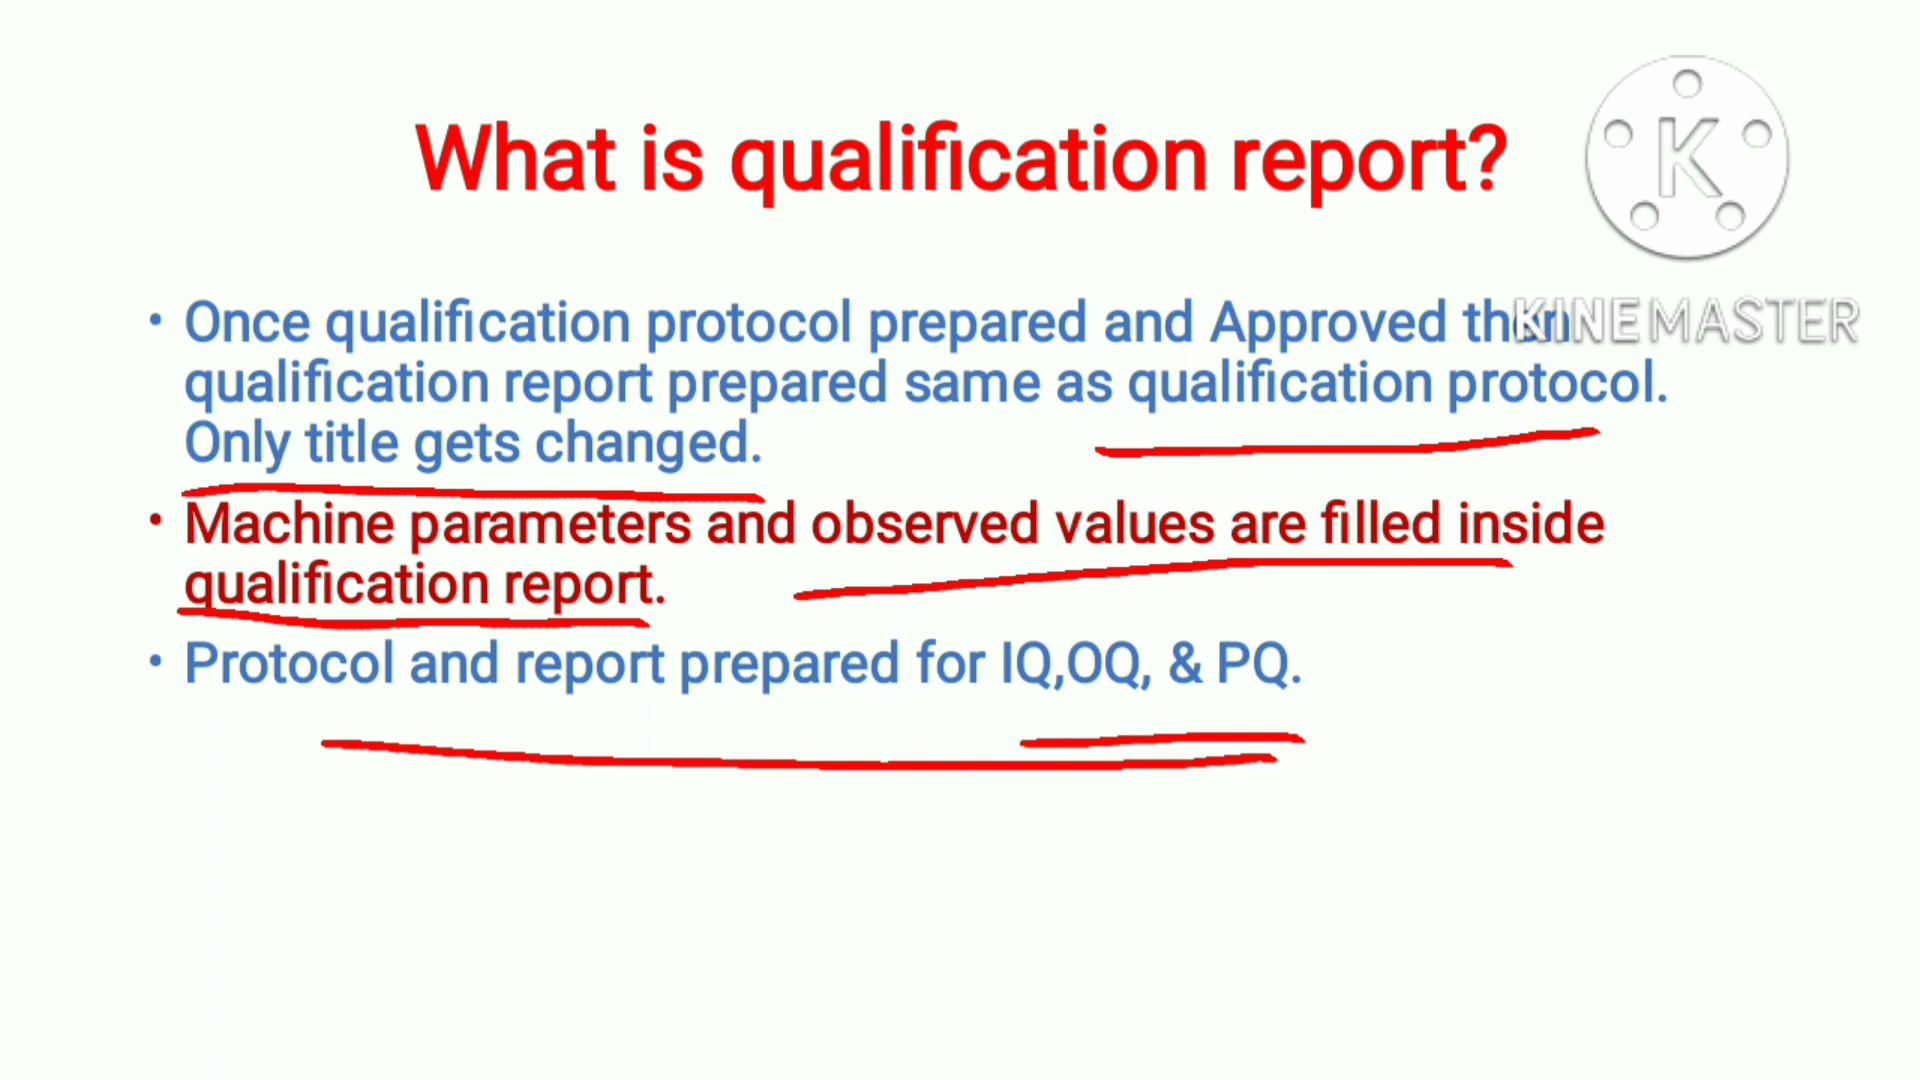 What is qualification report?
K
KINEMASTER
• Once qualification protocol prepared and Approved then
qualification report prepared same as qualification protocol.
Only title gets changed.
• Machine parameters and observed values are filled inside
qualification report.
• Protocol and report prepared for IQ,OQ, & PQ.